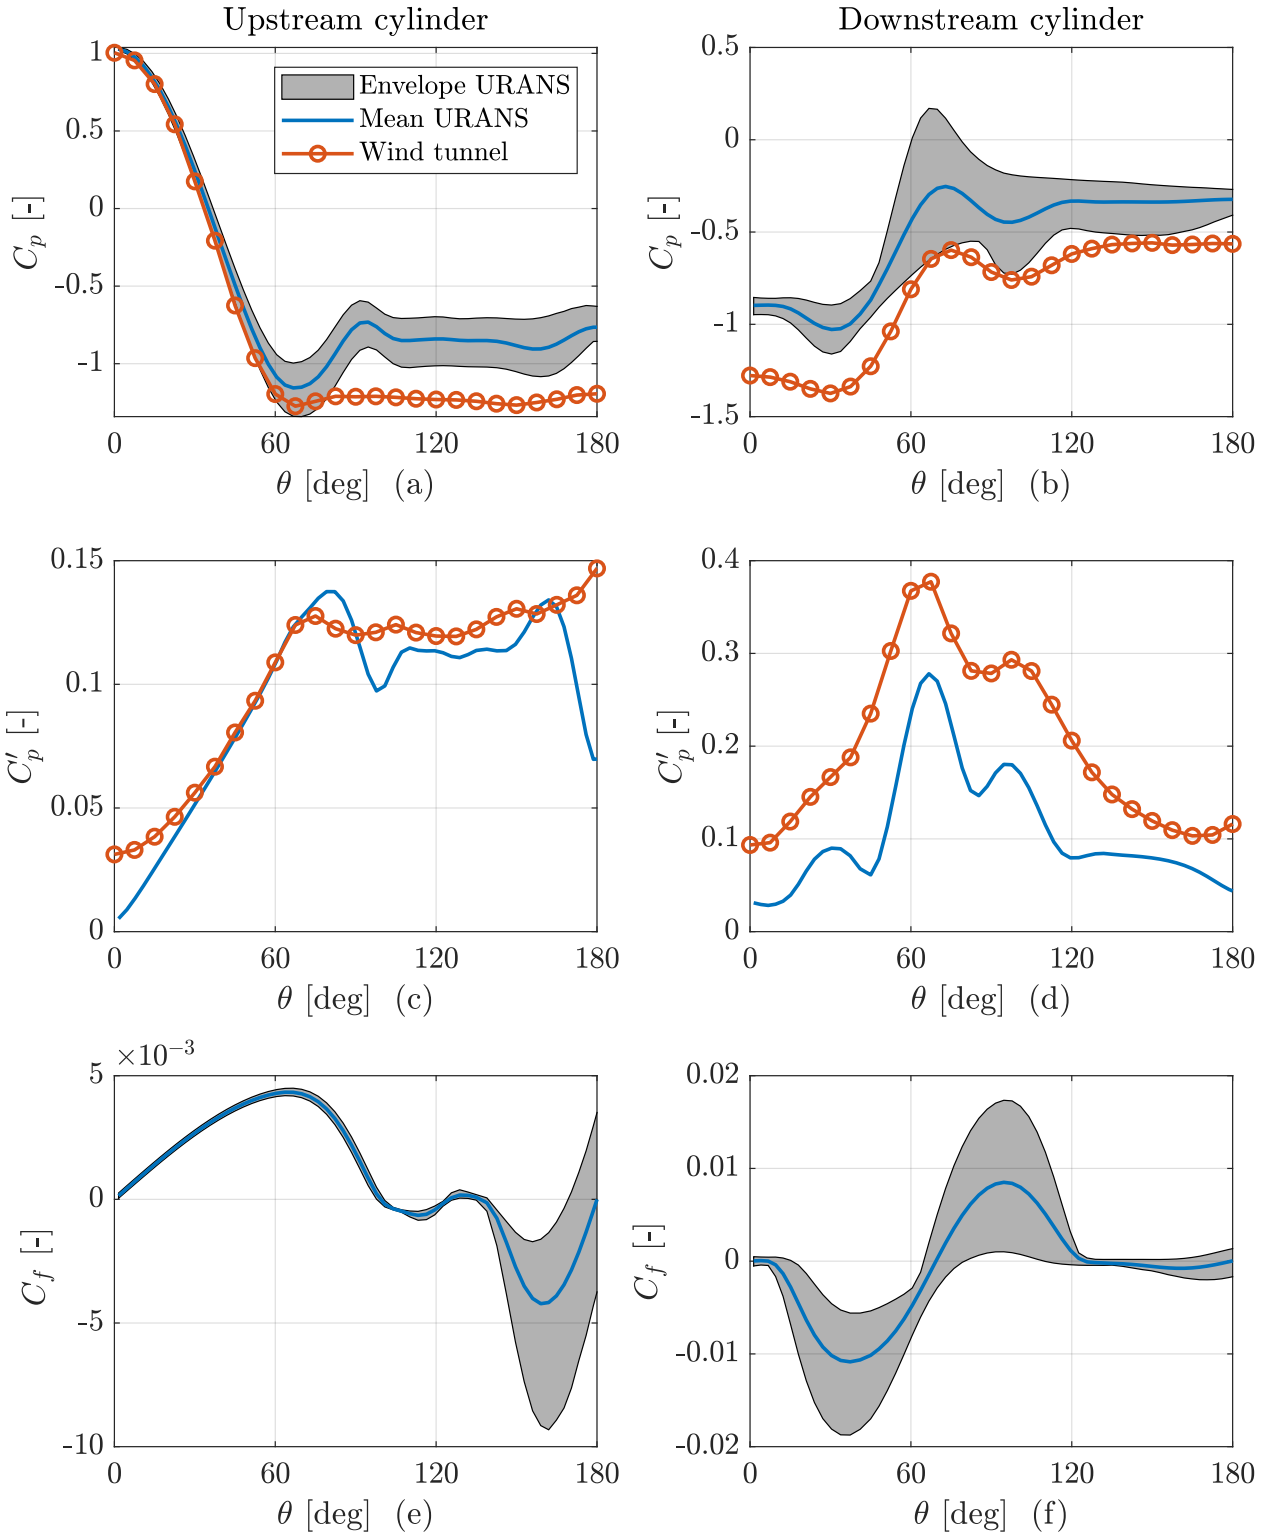 Upstream cylinder
Downstream cylinder
Envelope URANS
Mean URANS
Wind tunnel
1
0.5
0
-0.5
-1
C_p [-]
0 60 120 180
θ [deg] (a)
0.5
0
-0.5
-1
-1.5
C_p [-]
0 60 120 180
θ [deg] (b)
0.15
0.1
0.05
0
C'_p [-]
0 60 120 180
θ [deg] (c)
0.4
0.3
0.2
0.1
0
C'_p [-]
0 60 120 180
θ [deg] (d)
×10⁻³
5
0
-5
-10
C_f [-]
0 60 120 180
θ [deg] (e)
0.02
0.01
0
-0.01
-0.02
C_f [-]
0 60 120 180
θ [deg] (f)